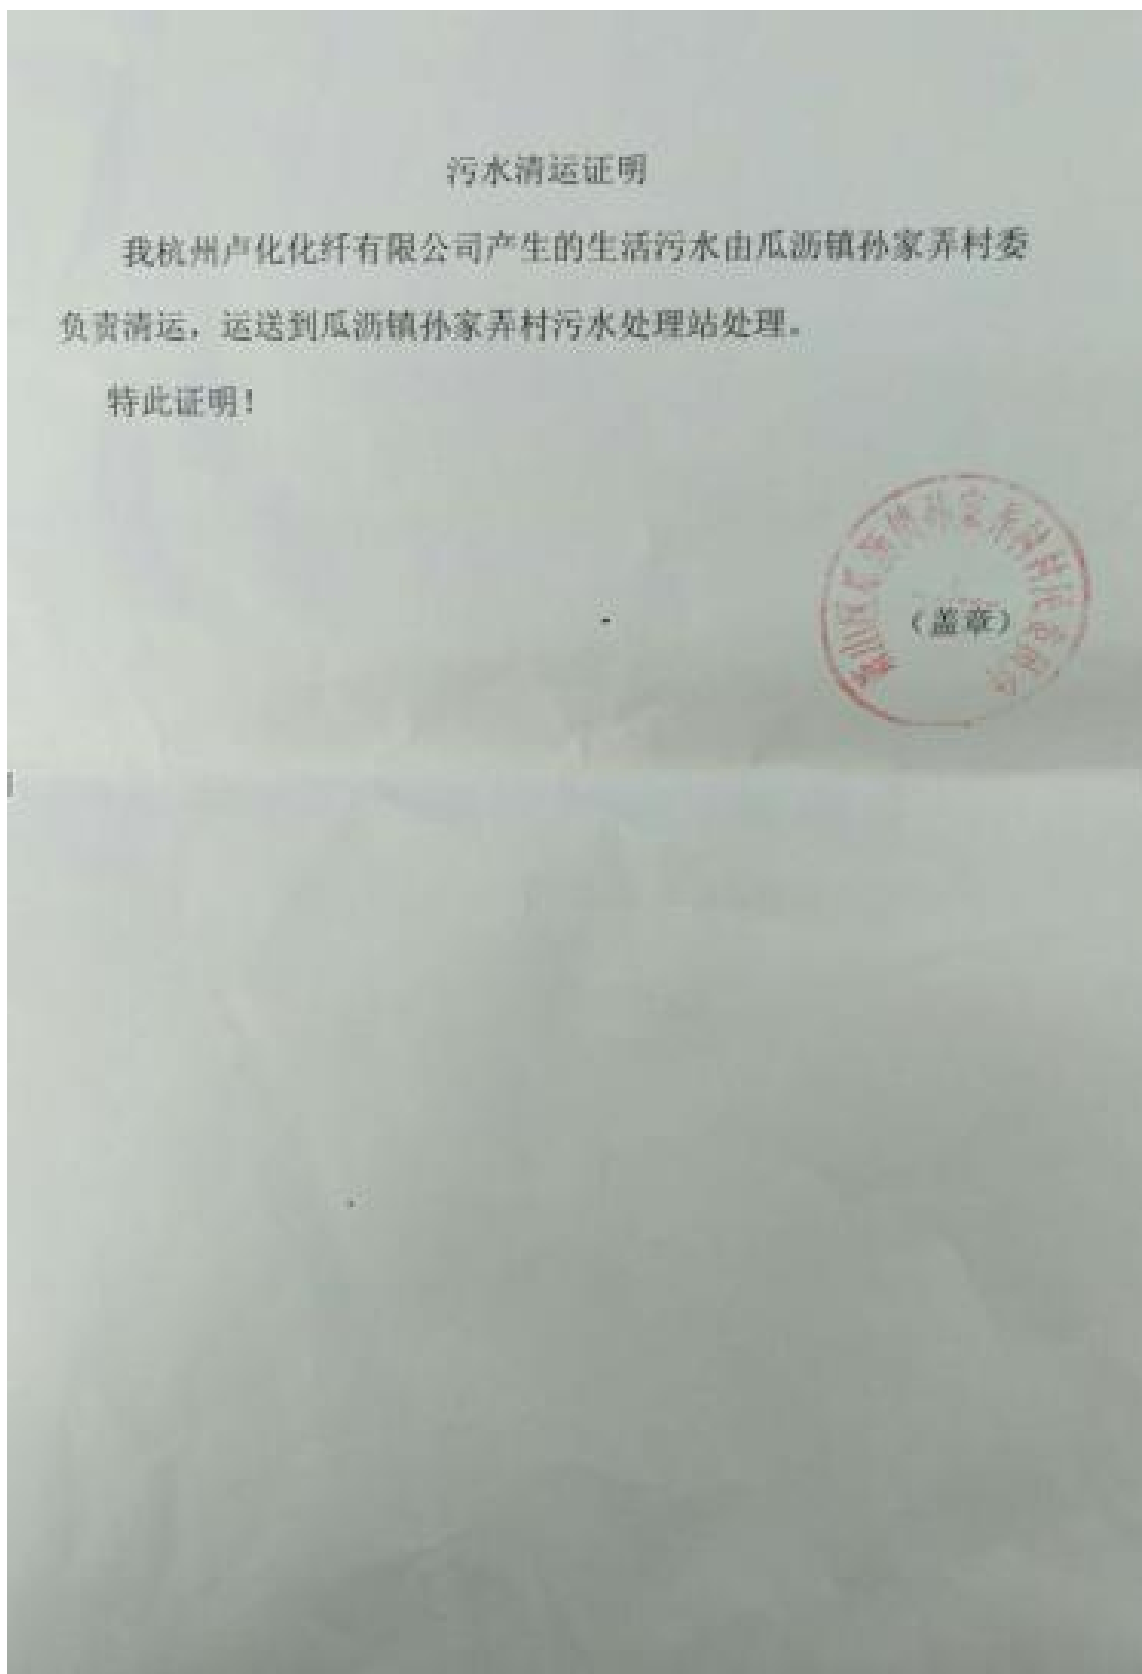 污水清运证明
我杭州卢化化纤有限公司产生的生活污水由瓜沥镇孙家弄村委
负责清运，运送到瓜沥镇孙家弄村污水处理站处理。
特此证明！
（盖章）